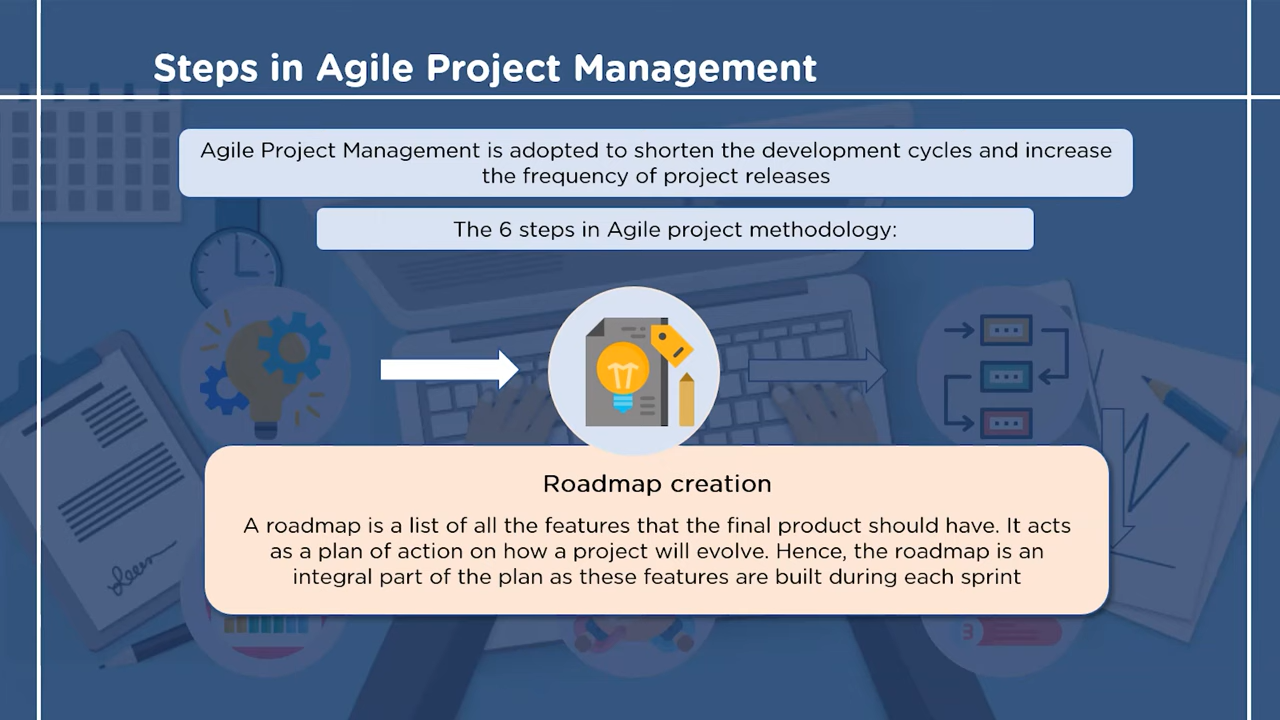 Steps in Agile Project Management
Agile Project Management is adopted to shorten the development cycles and increase
the frequency of project releases
The 6 steps in Agile project methodology:
Roadmap creation
A roadmap is a list of all the features that the final product should have. It acts
as a plan of action on how a project will evolve. Hence, the roadmap is an
integral part of the plan as these features are built during each sprint
3